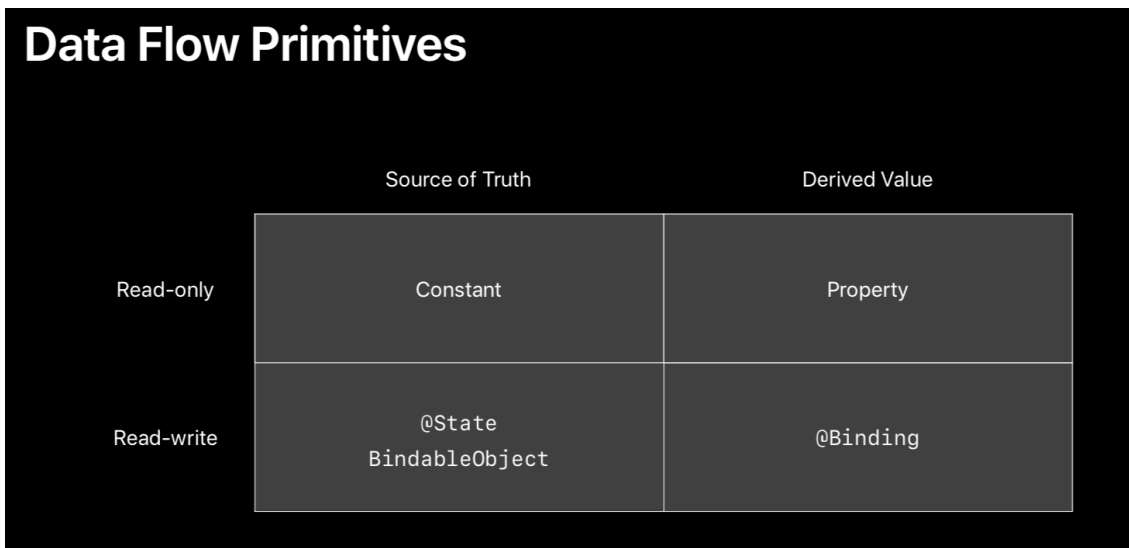 Data Flow Primitives
Source of Truth Derived Value
Read-only Constant Property
@State
Read-write @Binding
BindableObject